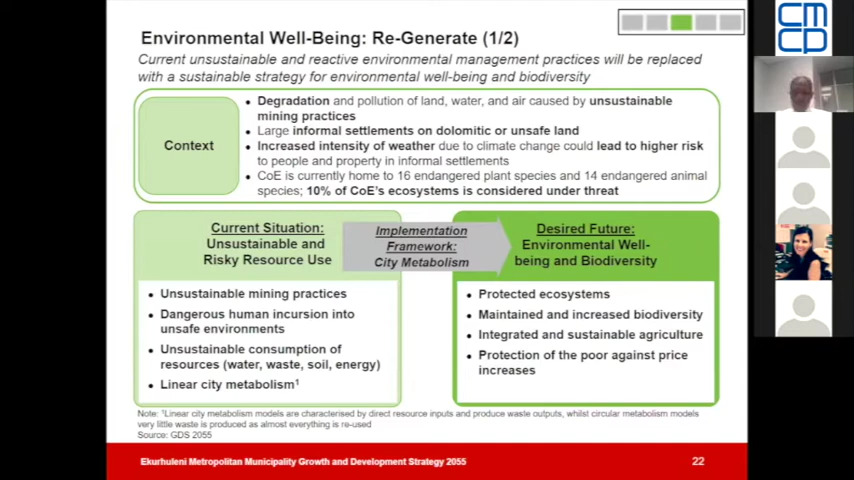 Environmental Well-Being: Re-Generate (1/2)
Current unsustainable and reactive environmental management practices will be replaced
with a sustainable strategy for environmental well-being and biodiversity
Context
• Degradation and pollution of land, water, and air caused by unsustainable
mining practices
• Large informal settlements on dolomitic or unsafe land
• Increased intensity of weather due to climate change could lead to higher risk
to people and property in informal settlements
• CoE is currently home to 16 endangered plant species and 14 endangered animal
species; 10% of CoE's ecosystems is considered under threat
Current Situation:
Unsustainable and
Risky Resource Use
• Unsustainable mining practices
• Dangerous human incursion into
unsafe environments
• Unsustainable consumption of
resources (water, waste, soil, energy)
• Linear city metabolism¹
Implementation
Framework:
City Metabolism
Desired Future:
Environmental Well-
being and Biodiversity
• Protected ecosystems
• Maintained and increased biodiversity
• Integrated and sustainable agriculture
• Protection of the poor against price
increases
Note: ¹Linear city metabolism models are characterised by direct resource inputs and produce waste outputs, whilst circular metabolism models
very little waste is produced as almost everything is re-used
Source: GDS 2055
Ekurhuleni Metropolitan Municipality Growth and Development Strategy 2055
22
cm
cp